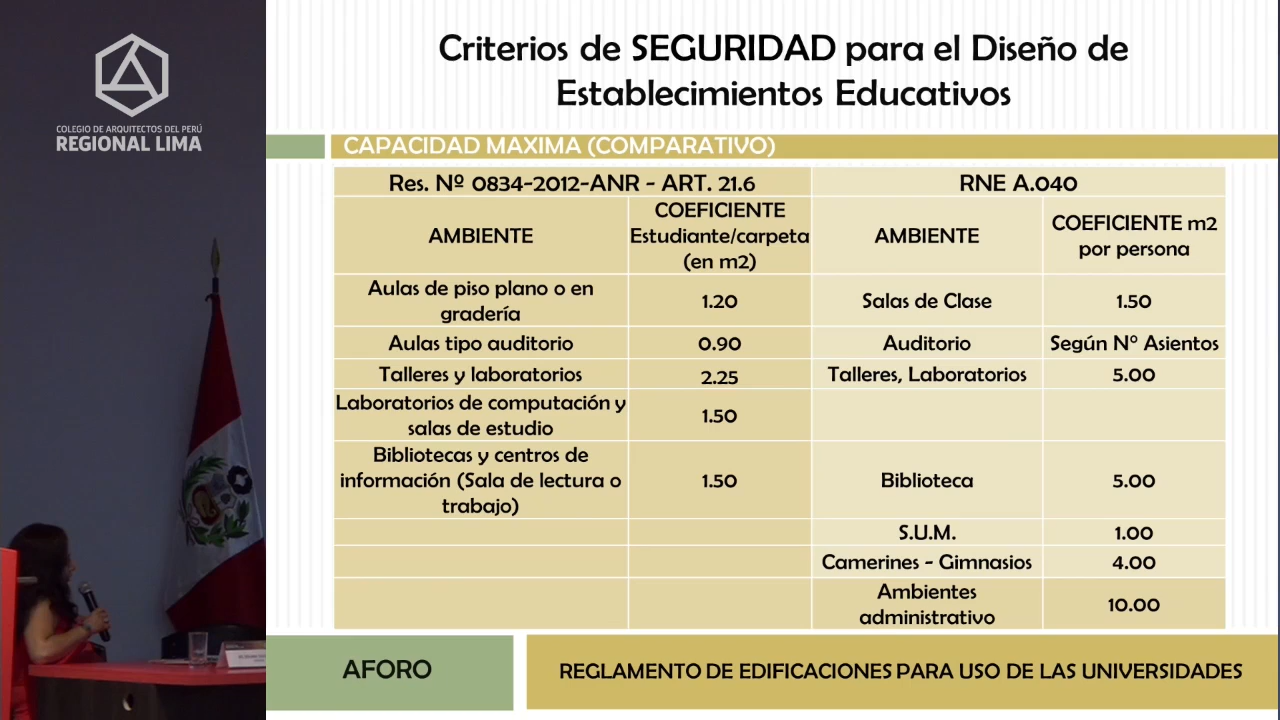 COLEGIO DE ARQUITECTOS DEL PERÚ
REGIONAL LIMA
Criterios de SEGURIDAD para el Diseño de
Establecimientos Educativos
CAPACIDAD MAXIMA (COMPARATIVO)
Res. Nº 0834-2012-ANR - ART. 21.6
RNE A.040
AMBIENTE
COEFICIENTE
Estudiante/carpeta
(en m2)
AMBIENTE
COEFICIENTE m2
por persona
Aulas de piso plano o en
gradería
1.20
Salas de Clase
1.50
Aulas tipo auditorio
0.90
Auditorio
Según N° Asientos
Talleres y laboratorios
2.25
Talleres, Laboratorios
5.00
Laboratorios de computación y
salas de estudio
1.50
Bibliotecas y centros de
información (Sala de lectura o
trabajo)
1.50
Biblioteca
5.00
S.U.M.
1.00
Camerines - Gimnasios
4.00
Ambientes
administrativo
10.00
AFORO
REGLAMENTO DE EDIFICACIONES PARA USO DE LAS UNIVERSIDADES